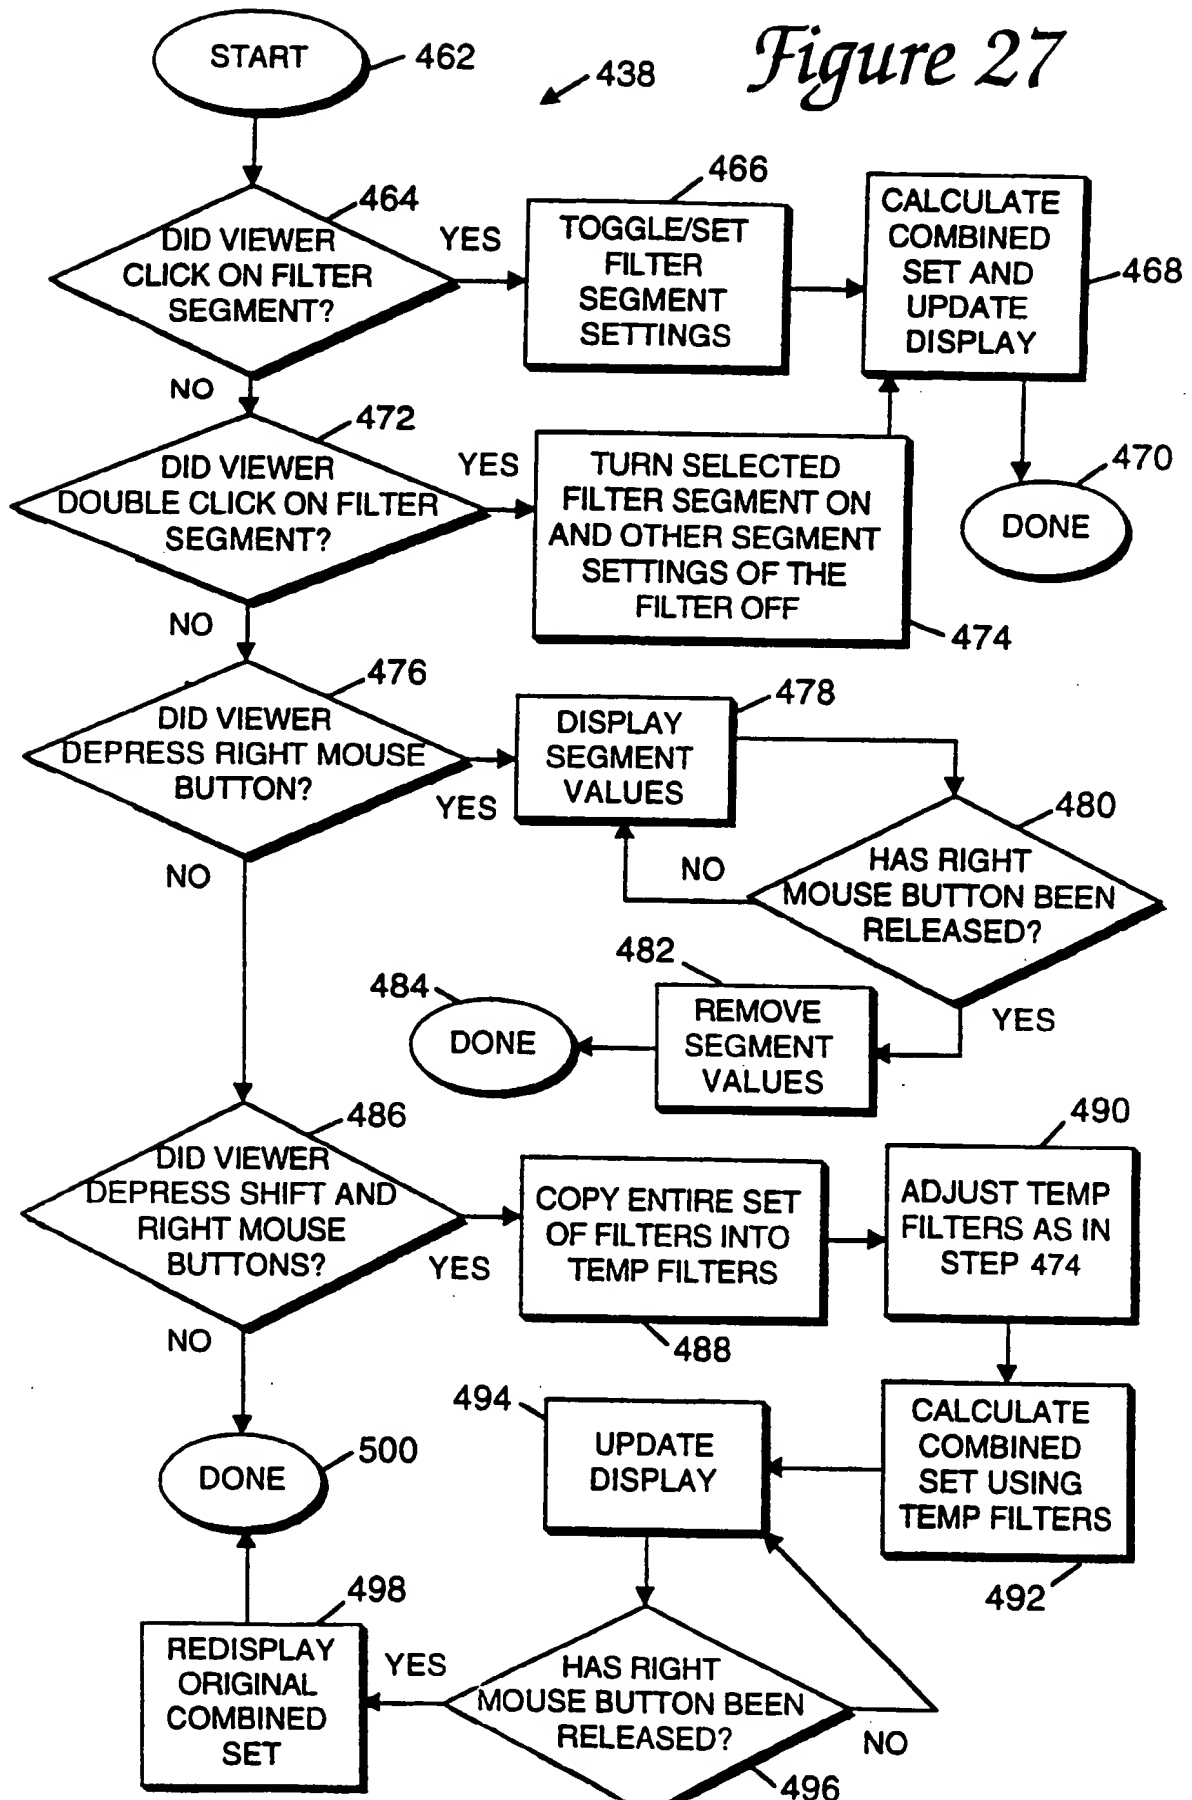 START
462
438
Figure 27
464
DID VIEWER
CLICK ON FILTER
SEGMENT?
YES
466
TOGGLE/SET
FILTER
SEGMENT
SETTINGS
CALCULATE
COMBINED
SET AND
UPDATE
DISPLAY
468
NO
472
DID VIEWER
DOUBLE CLICK ON FILTER
SEGMENT?
YES
TURN SELECTED
FILTER SEGMENT ON
AND OTHER SEGMENT
SETTINGS OF THE
FILTER OFF
474
470
DONE
NO
476
DID VIEWER
DEPRESS RIGHT MOUSE
BUTTON?
YES
478
DISPLAY
SEGMENT
VALUES
480
HAS RIGHT
MOUSE BUTTON BEEN
RELEASED?
NO
YES
NO
482
REMOVE
SEGMENT
VALUES
484
DONE
486
DID VIEWER
DEPRESS SHIFT AND
RIGHT MOUSE
BUTTONS?
YES
COPY ENTIRE SET
OF FILTERS INTO
TEMP FILTERS
488
490
ADJUST TEMP
FILTERS AS IN
STEP 474
NO
494
UPDATE
DISPLAY
CALCULATE
COMBINED
SET USING
TEMP FILTERS
492
500
DONE
498
REDISPLAY
ORIGINAL
COMBINED
SET
YES
HAS RIGHT
MOUSE BUTTON BEEN
RELEASED?
NO
496